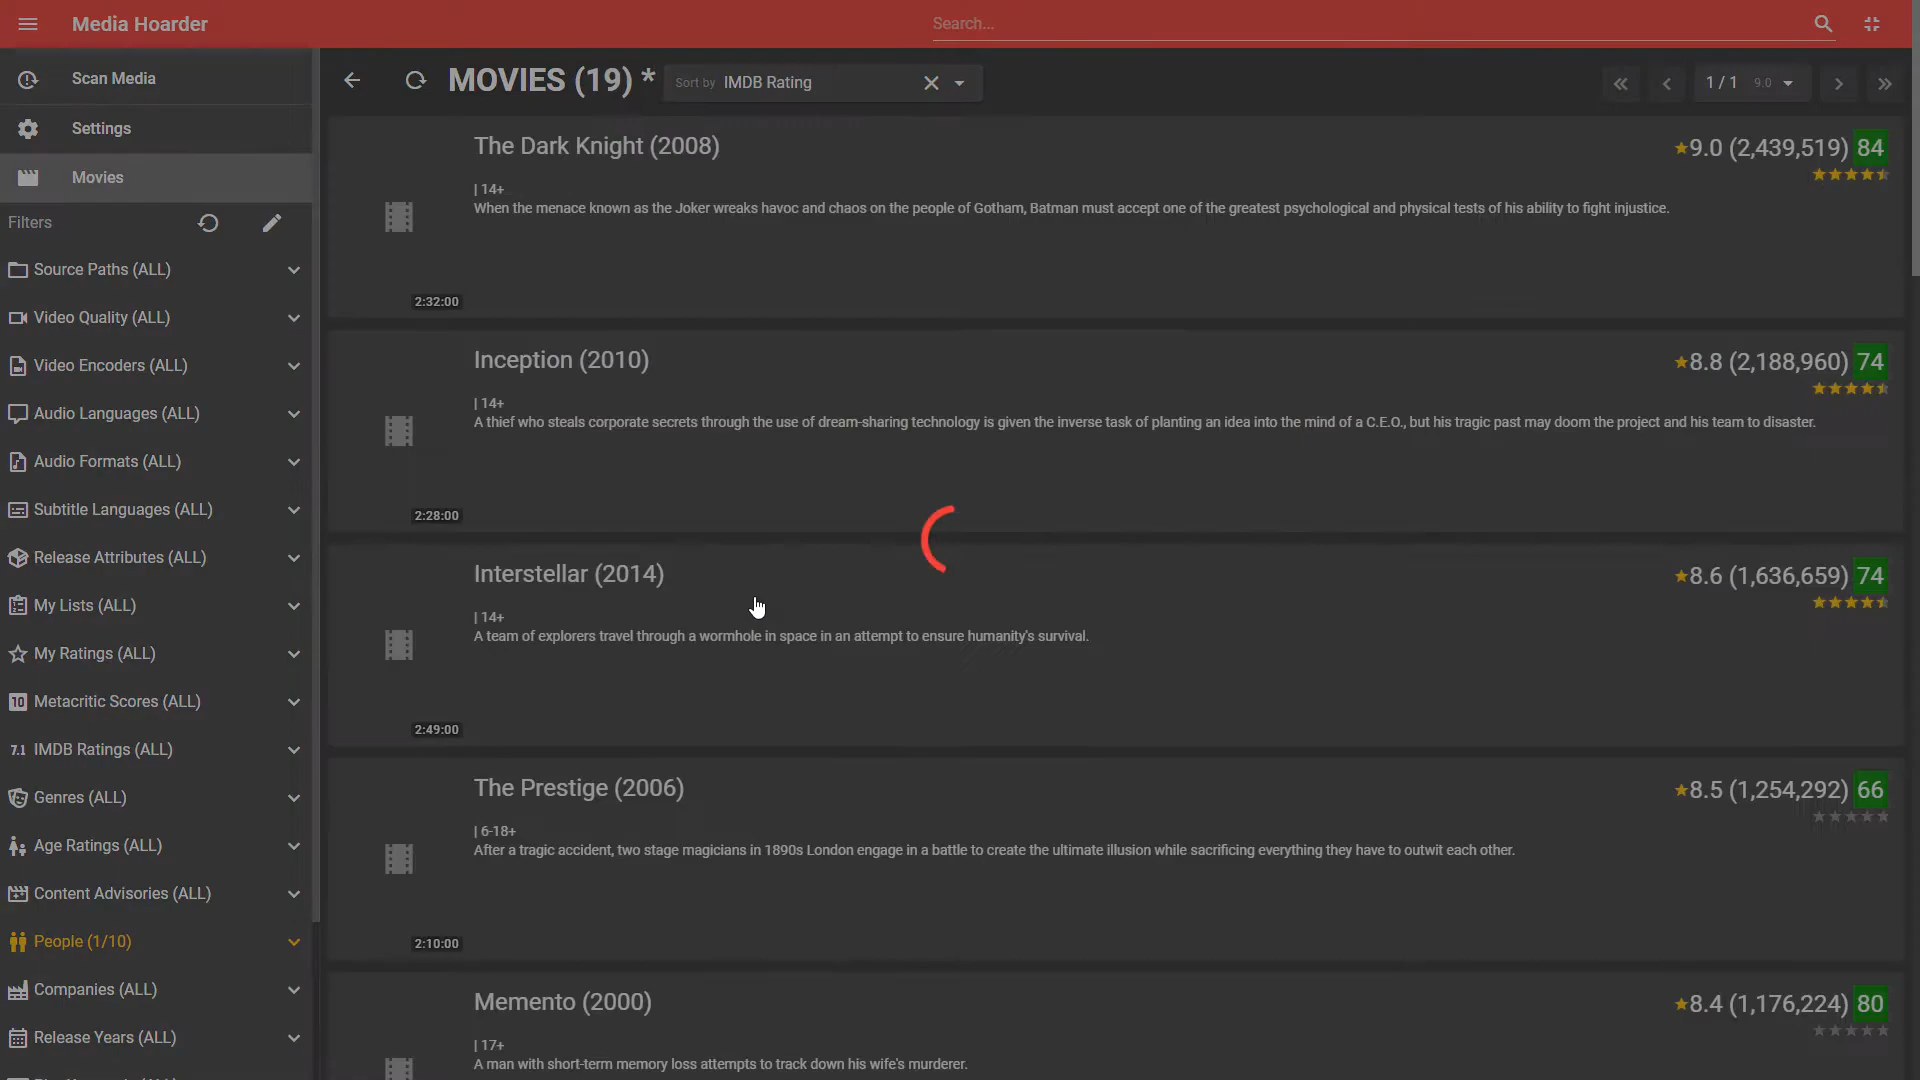 Media Hoarder
Search...
Scan Media
Settings
Movies
Filters
Source Paths (ALL)
Video Quality (ALL)
Video Encoders (ALL)
Audio Languages (ALL)
Audio Formats (ALL)
Subtitle Languages (ALL)
Release Attributes (ALL)
My Lists (ALL)
My Ratings (ALL)
10 Metacritic Scores (ALL)
7.1 IMDB Ratings (ALL)
Genres (ALL)
Age Ratings (ALL)
Content Advisories (ALL)
People (1/10)
Companies (ALL)
Release Years (ALL)
MOVIES (19) * Sort by IMDB Rating
1 / 1 9.0
The Dark Knight (2008)
9.0 (2,439,519) 84
| 14+
When the menace known as the Joker wreaks havoc and chaos on the people of Gotham, Batman must accept one of the greatest psychological and physical tests of his ability to fight injustice.
2:32:00
Inception (2010)
8.8 (2,188,960) 74
| 14+
A thief who steals corporate secrets through the use of dream-sharing technology is given the inverse task of planting an idea into the mind of a C.E.O., but his tragic past may doom the project and his team to disaster.
2:28:00
Interstellar (2014)
8.6 (1,636,659) 74
| 14+
A team of explorers travel through a wormhole in space in an attempt to ensure humanity's survival.
2:49:00
The Prestige (2006)
8.5 (1,254,292) 66
| 6-18+
After a tragic accident, two stage magicians in 1890s London engage in a battle to create the ultimate illusion while sacrificing everything they have to outwit each other.
2:10:00
Memento (2000)
8.4 (1,176,224) 80
| 17+
A man with short-term memory loss attempts to track down his wife's murderer.